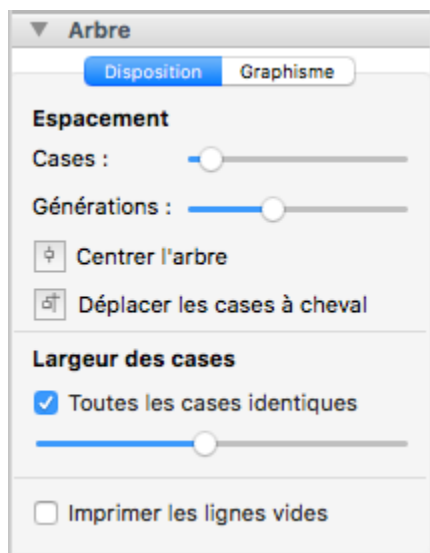 Arbre
Disposition Graphisme
Espacement
Cases :
Générations :
Centrer l'arbre
Déplacer les cases à cheval
Largeur des cases
Toutes les cases identiques
Imprimer les lignes vides